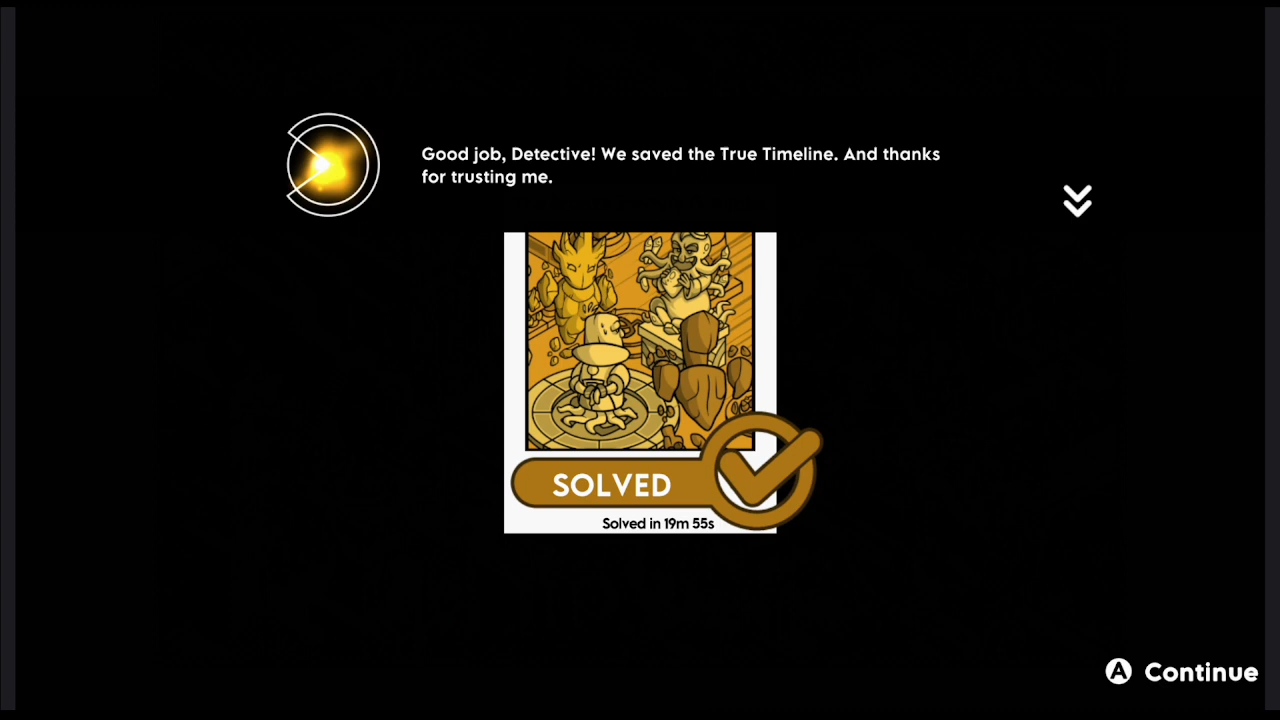 Good job, Detective! We saved the True Timeline. And thanks
for trusting me.
SOLVED
Solved in 19m 55s
A Continue